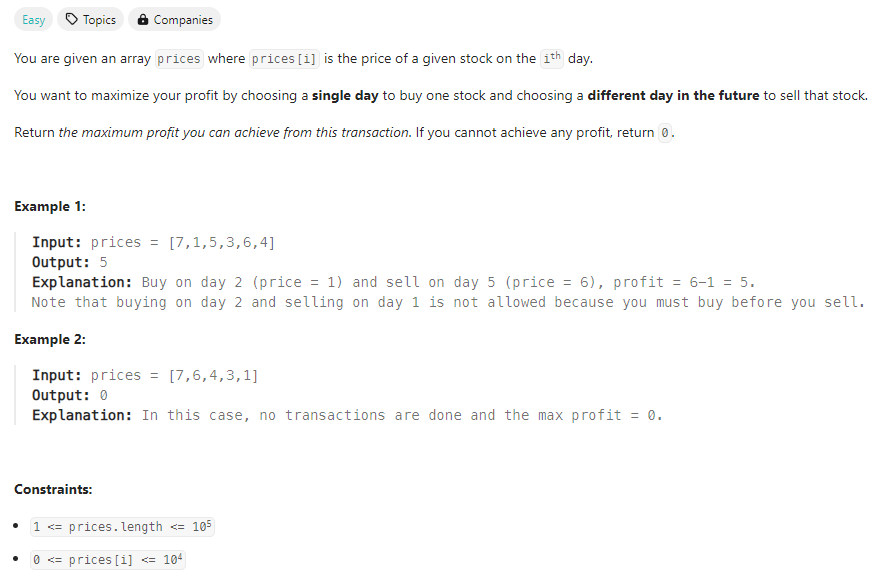 Easy Topics Companies
You are given an array prices where prices[i] is the price of a given stock on the ith day.
You want to maximize your profit by choosing a single day to buy one stock and choosing a different day in the future to sell that stock.
Return the maximum profit you can achieve from this transaction. If you cannot achieve any profit, return 0.
Example 1:
Input: prices = [7,1,5,3,6,4]
Output: 5
Explanation: Buy on day 2 (price = 1) and sell on day 5 (price = 6), profit = 6-1 = 5.
Note that buying on day 2 and selling on day 1 is not allowed because you must buy before you sell.
Example 2:
Input: prices = [7,6,4,3,1]
Output: 0
Explanation: In this case, no transactions are done and the max profit = 0.
Constraints:
• 1 <= prices.length <= 10⁵
• 0 <= prices[i] <= 10⁴